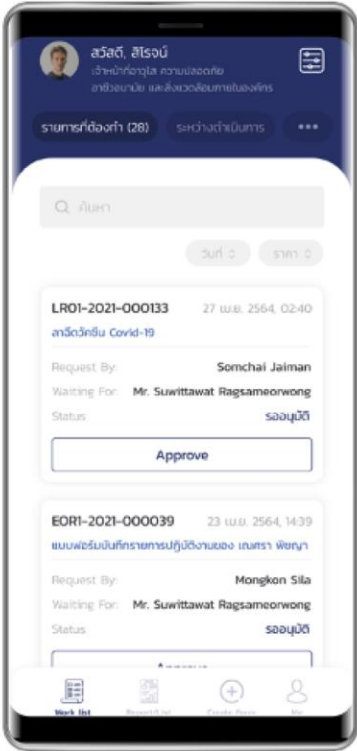 สวัสดี, สิโรจน์
เจ้าหน้าที่อาวุโส ความปลอดภัย
อาชีวอนามัย และสิ่งแวดล้อมภายในองค์กร
รายการที่ต้องทำ (28) ระหว่างดำเนินการ
ค้นหา
วันที่ ราคา
LR01-2021-000133 27 เม.ย. 2564, 02:40
ลาฉีดวัคซีน Covid-19
Request By: Somchai Jaiman
Waiting For: Mr. Suwittawat Ragsameorwong
Status: รออนุมัติ
Approve
EOR1-2021-000039 23 เม.ย. 2564, 14:39
แบบฟอร์มบันทึกรายการปฏิบัติงานของ เณศรา พิชญา
Request By: Mongkon Sila
Waiting For: Mr. Suwittawat Ragsameorwong
Status: รออนุมัติ
Approve
Work list Create Form Me